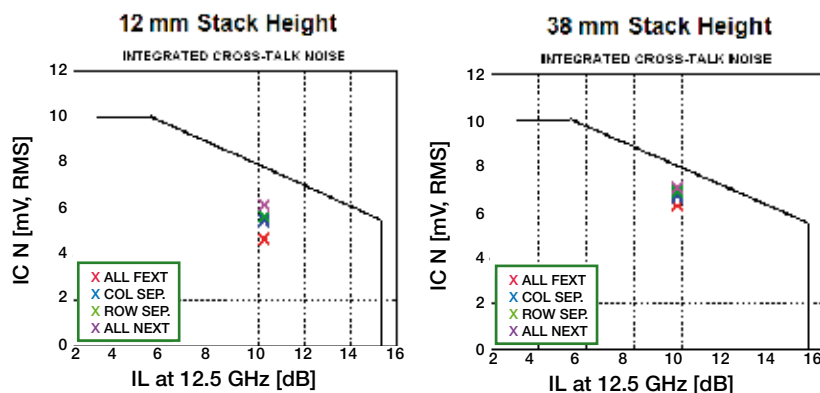 12 mm Stack Height
INTEGRATED CROSS-TALK NOISE
12
10
8
6
4
2
0
IC N [mV, RMS]
X ALL FEXT
X COL SEP.
X ROW SEP.
X ALL NEXT
2 4 6 8 10 12 14 16
IL at 12.5 GHz [dB]
38 mm Stack Height
INTEGRATED CROSS-TALK NOISE
12
10
8
6
4
2
0
IC N [mV, RMS]
X ALL FEXT
X COL SEP.
X ROW SEP.
X ALL NEXT
2 4 6 8 10 12 14 16
IL at 12.5 GHz [dB]